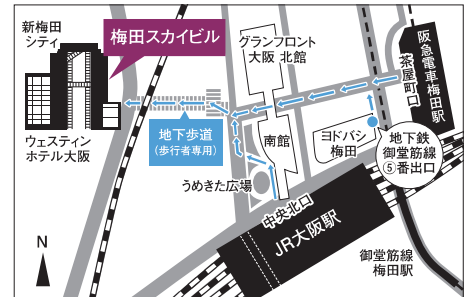 新梅田
シティ
梅田スカイビル
グランフロント
大阪 北館
阪急電車梅田駅
茶屋町口
ウェスティン
ホテル大阪
地下歩道
(歩行者専用)
南館
ヨドバシ
梅田
地下鉄
御堂筋線
⑤番出口
うめきた広場
中央北口
JR大阪駅
御堂筋線
梅田駅
N